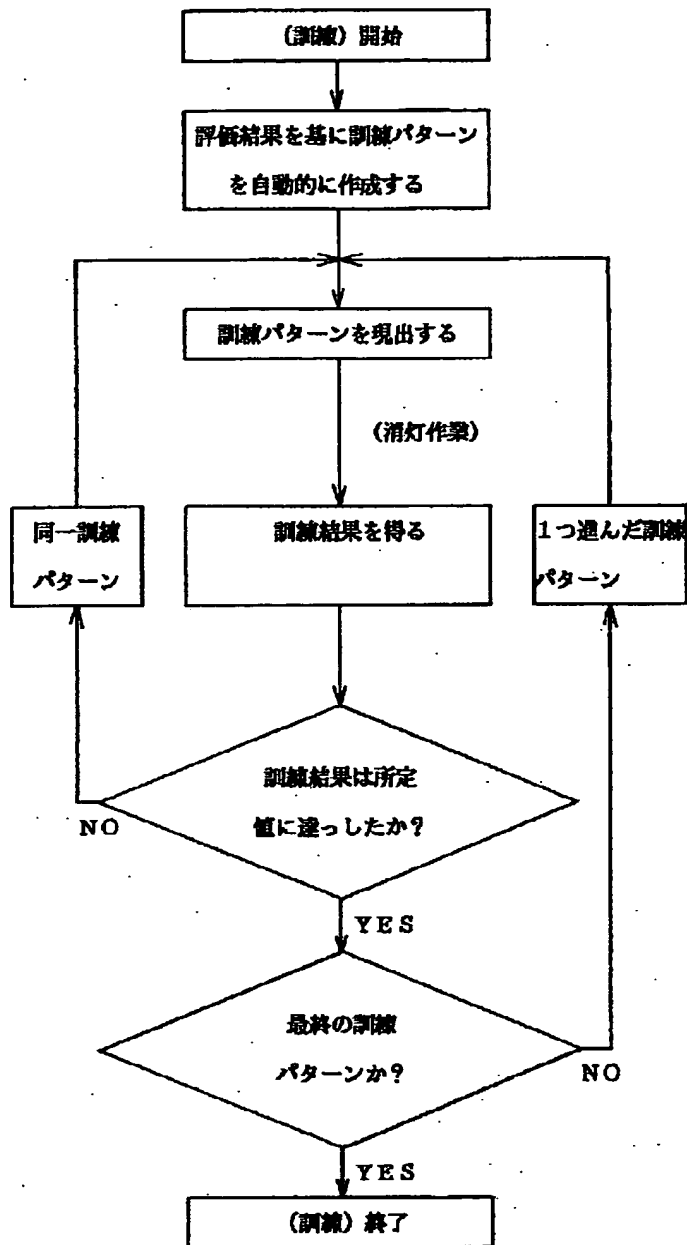 (訓練)開始
評価結果を基に訓練パターン
を自動的に作成する
訓練パターンを現出する
(消灯作業)
同一訓練
パターン
訓練結果を得る
1つ進んだ訓練
パターン
訓練結果は所定
値に達っしたか?
NO
YES
最終の訓練
パターンか?
NO
YES
(訓練)終了